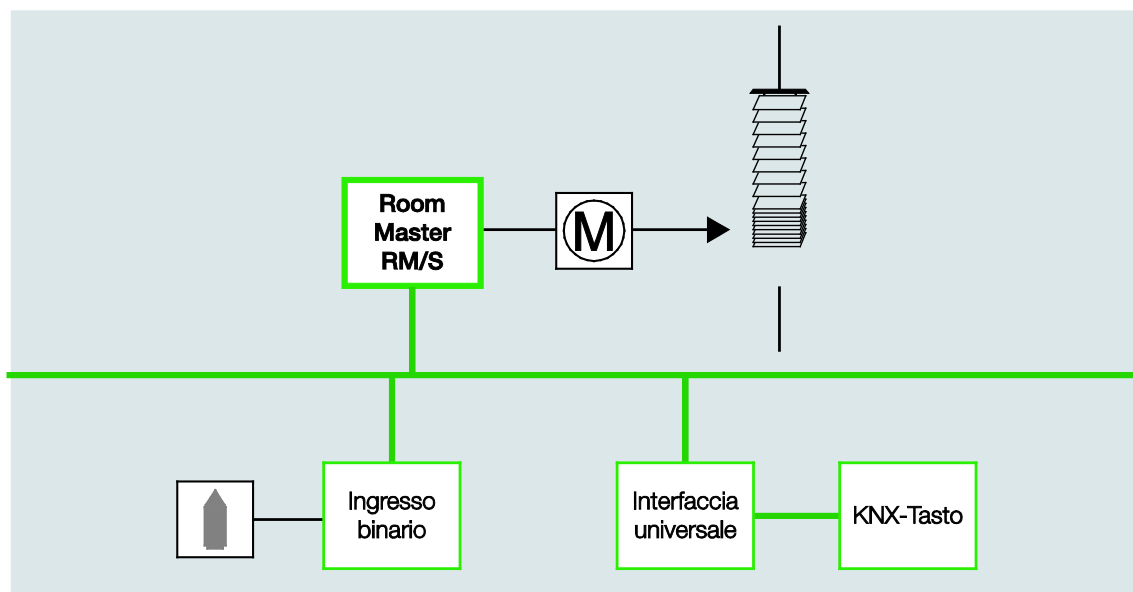 Room
Master
RM/S
M
Ingresso
binario
Interfaccia
universale
KNX-Tasto